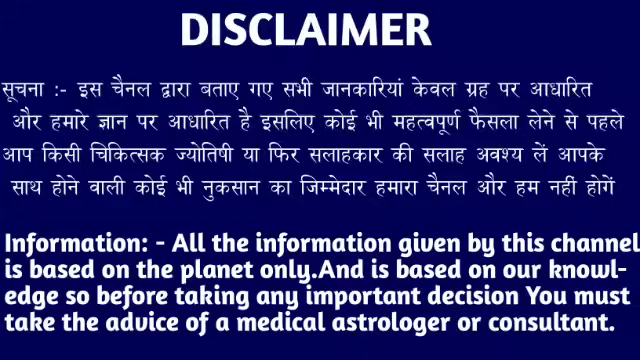 DISCLAIMER
सूचना :- इस चैनल द्वारा बताए गए सभी जानकारियां केवल ग्रह पर आधारित
और हमारे ज्ञान पर आधारित है इसलिए कोई भी महत्वपूर्ण फैसला लेने से पहले
आप किसी चिकित्सक ज्योतिषी या फिर सलाहकार की सलाह अवश्य लें आपके
साथ होने वाली कोई भी नुकसान का जिम्मेदार हमारा चैनल और हम नहीं होगें
Information: - All the information given by this channel
is based on the planet only.And is based on our knowl-
edge so before taking any important decision You must
take the advice of a medical astrologer or consultant.